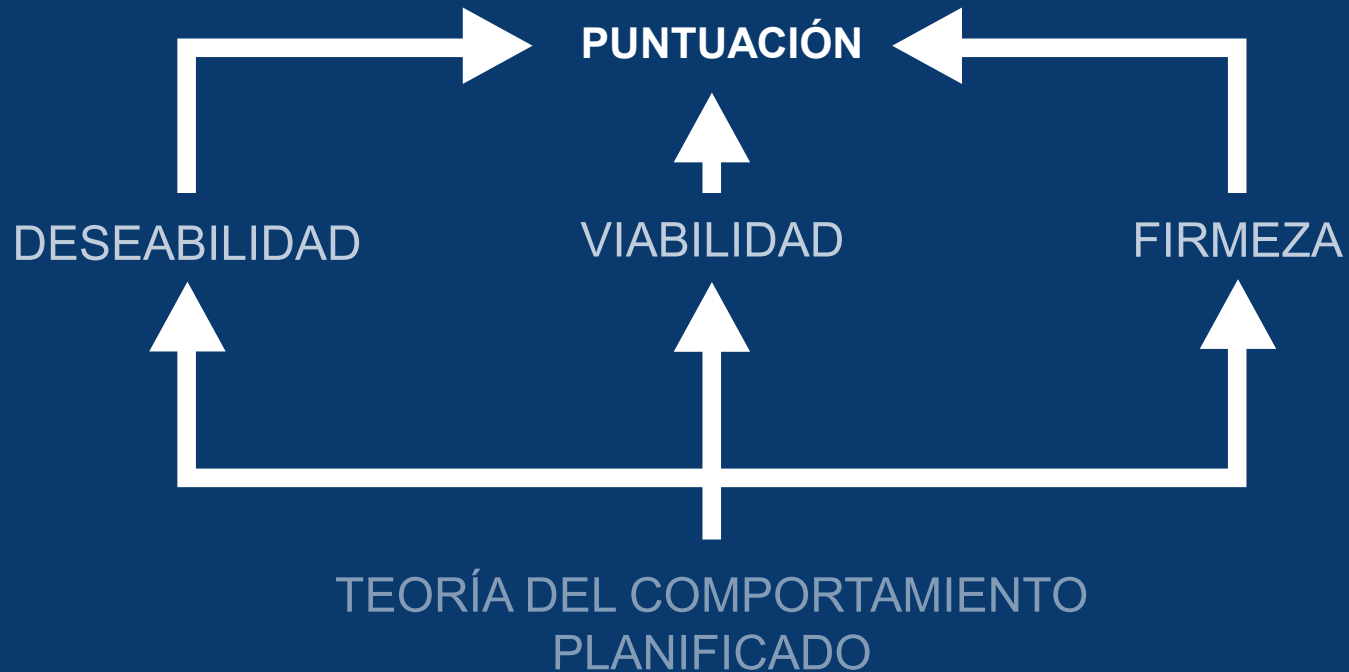 PUNTUACIÓN
DESEABILIDAD
VIABILIDAD
FIRMEZA
TEORÍA DEL COMPORTAMIENTO
PLANIFICADO